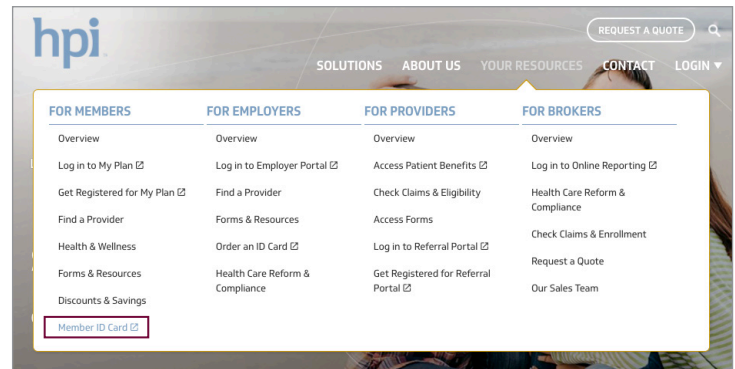 hpi
REQUEST A QUOTE
SOLUTIONS ABOUT US YOUR RESOURCES CONTACT LOGIN
FOR MEMBERS
Overview
Log in to My Plan
Get Registered for My Plan
Find a Provider
Health & Wellness
Forms & Resources
Discounts & Savings
Member ID Card
FOR EMPLOYERS
Overview
Log in to Employer Portal
Find a Provider
Forms & Resources
Order an ID Card
Health Care Reform &
Compliance
FOR PROVIDERS
Overview
Access Patient Benefits
Check Claims & Eligibility
Access Forms
Log in to Referral Portal
Get Registered for Referral
Portal
FOR BROKERS
Overview
Log in to Online Reporting
Health Care Reform &
Compliance
Check Claims & Enrollment
Request a Quote
Our Sales Team